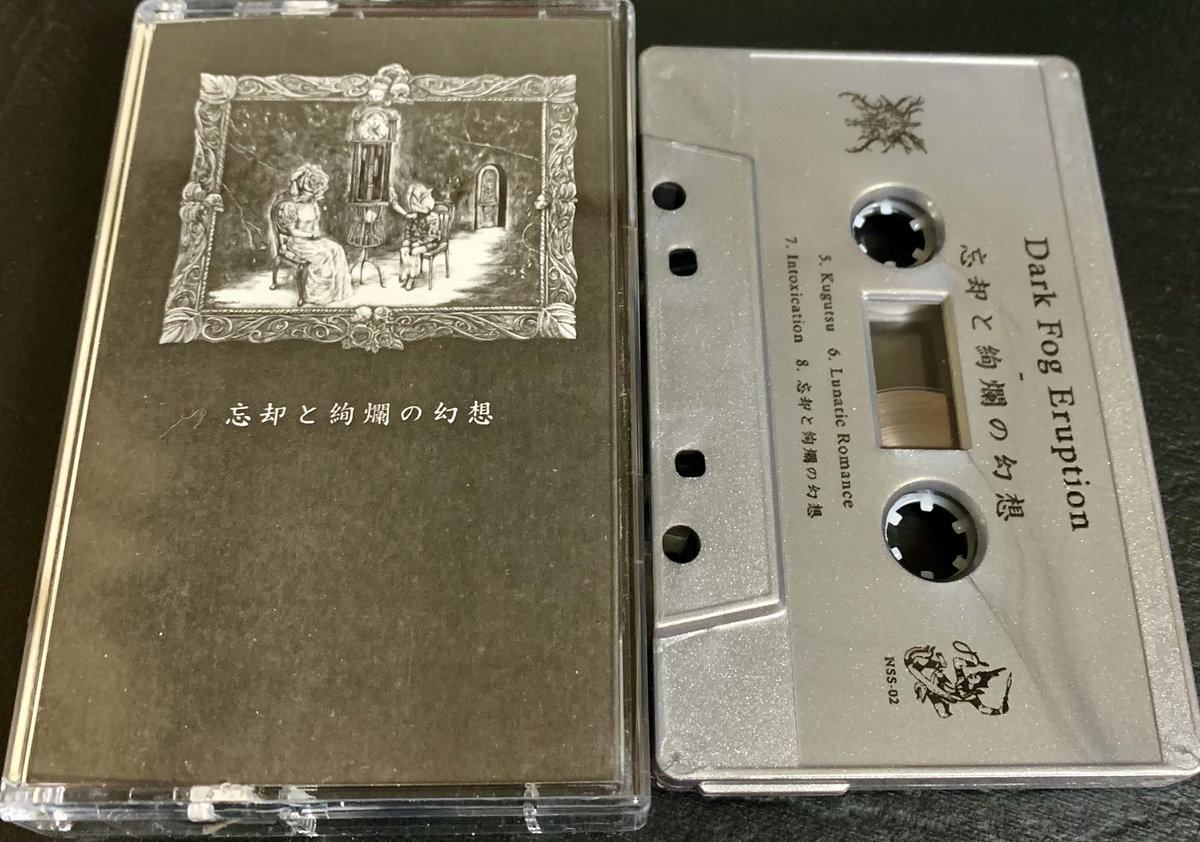 忘却と絢爛の幻想
Dark Fog Eruption
-
忘却と絢爛の幻想
5. Kugutsu 6. Lunatic Romance
7. Intoxication 8. 忘却と絢爛の幻想
NSS-02